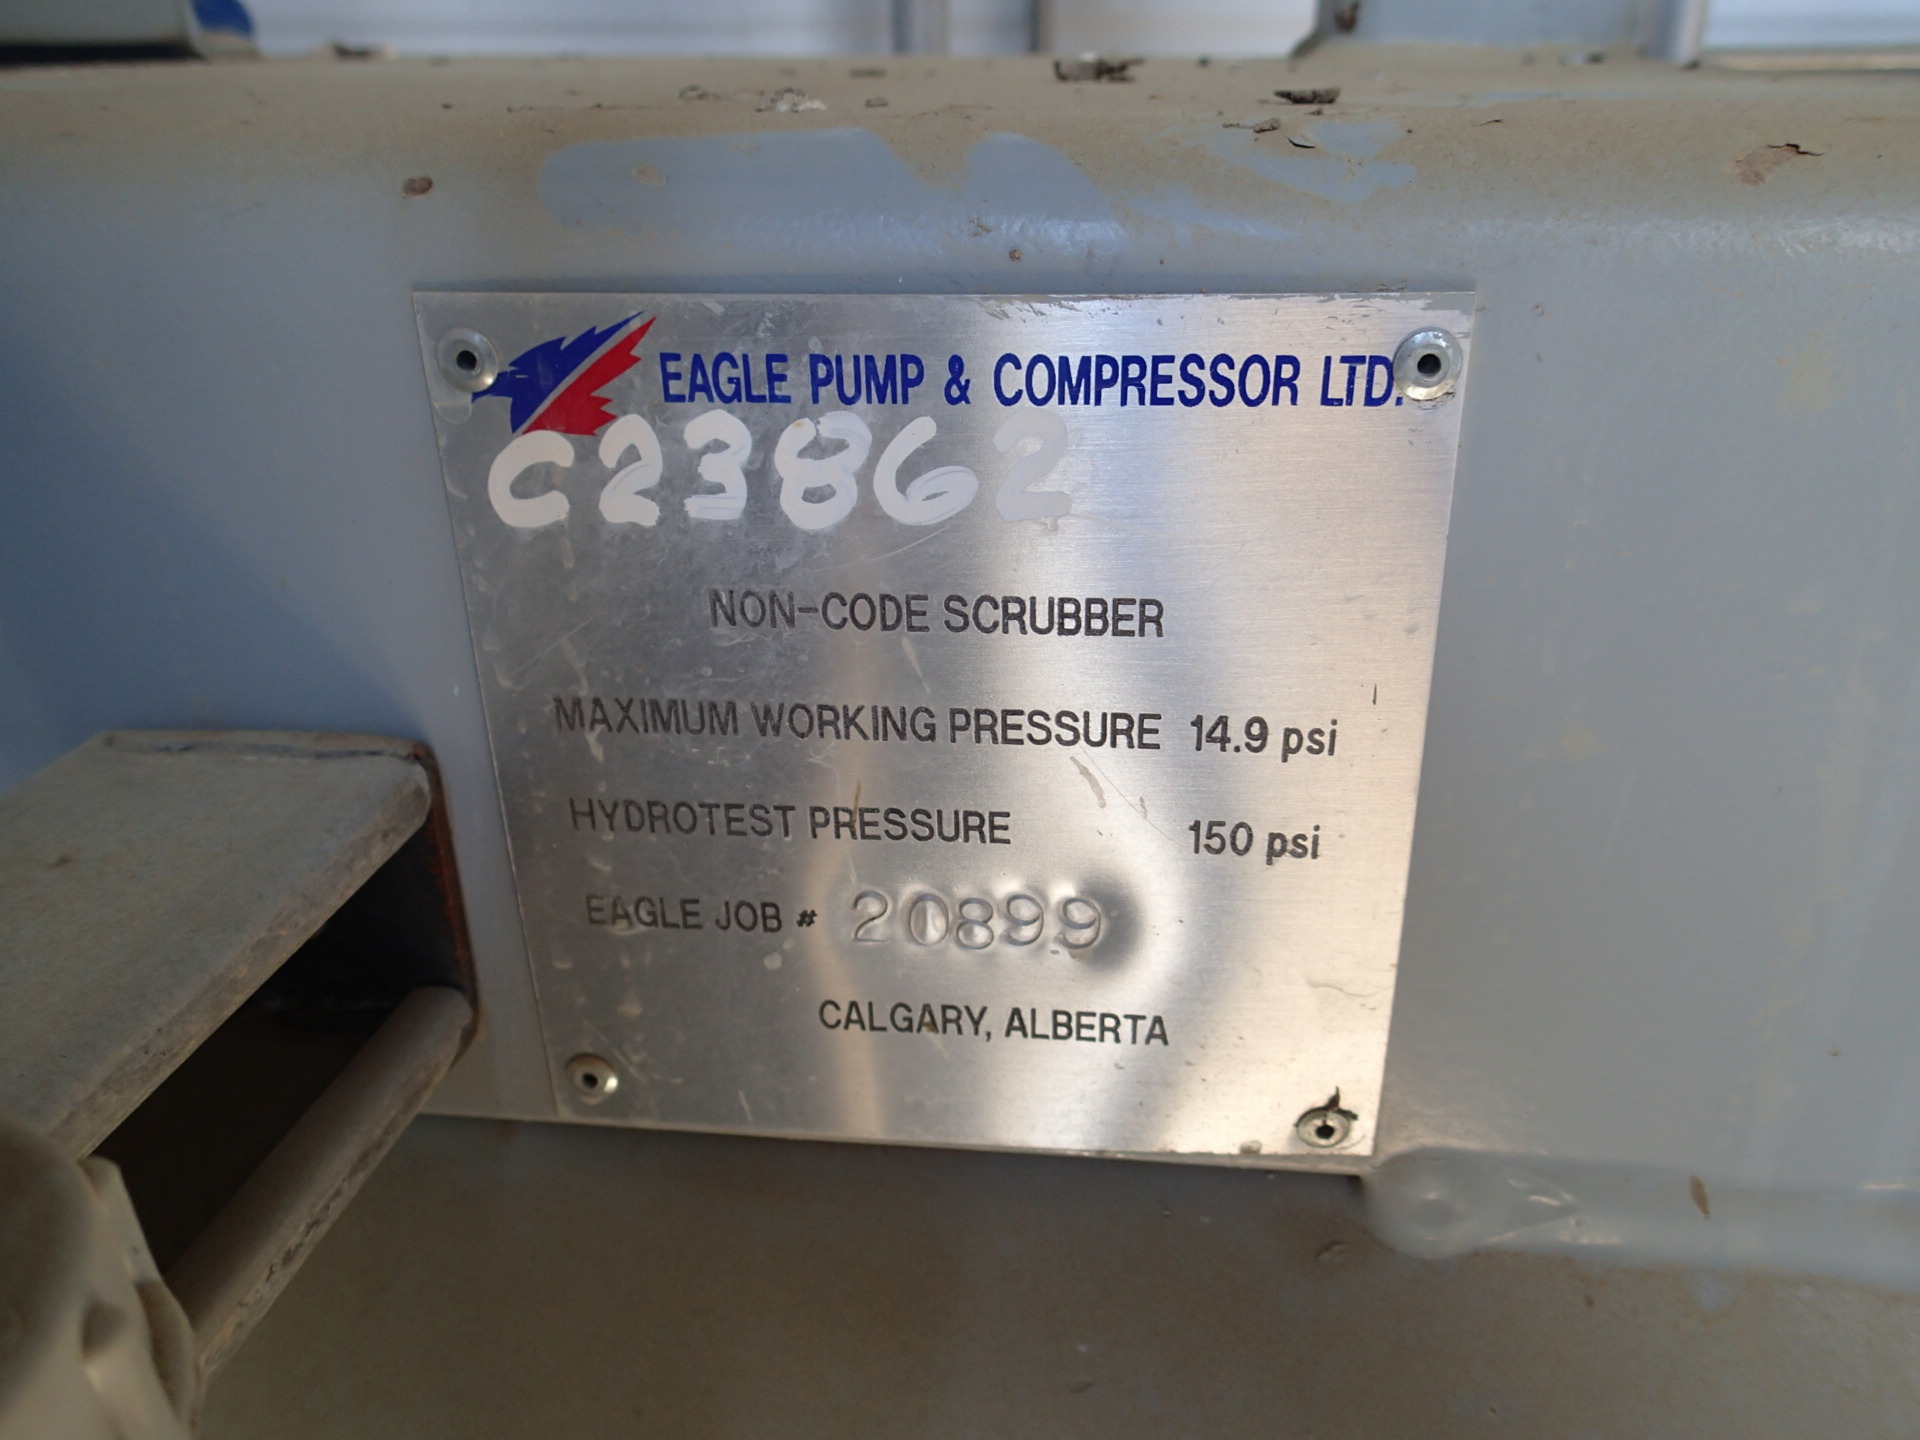 EAGLE PUMP & COMPRESSOR LTD.
C23862
NON-CODE SCRUBBER
MAXIMUM WORKING PRESSURE 14.9 psi
HYDROTEST PRESSURE 150 psi
EAGLE JOB # 20899
CALGARY, ALBERTA